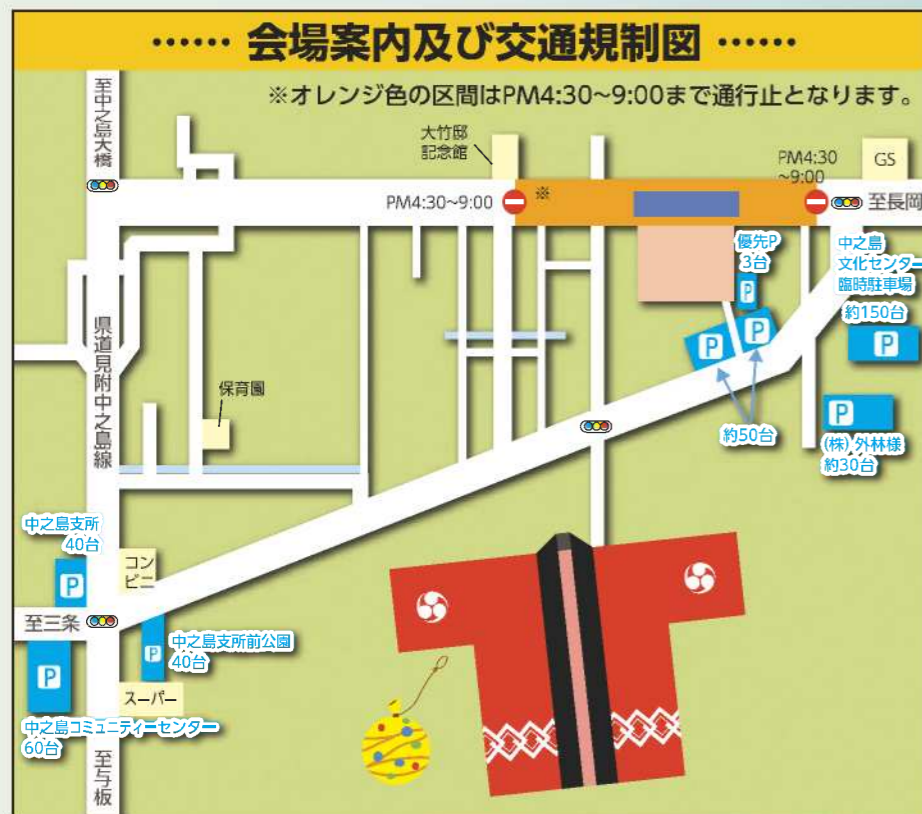 …… 会場案内及び交通規制図 ……
※オレンジ色の区間はPM4:30~9:00まで通行止となります。
至中之島大橋
大竹邸
記念館
PM4:30
~9:00
GS
PM4:30~9:00
※
至長岡
優先P
3台
P
中之島
文化センター
臨時駐車場
約150台
P
P
P
県道見附中之島線
保育園
P
約50台
(株) 外林様
約30台
中之島支所
40台
P
コン
ビニ
至三条
P
中之島支所前公園
40台
P
スーパー
中之島コミュニティーセンター
60台
至与板